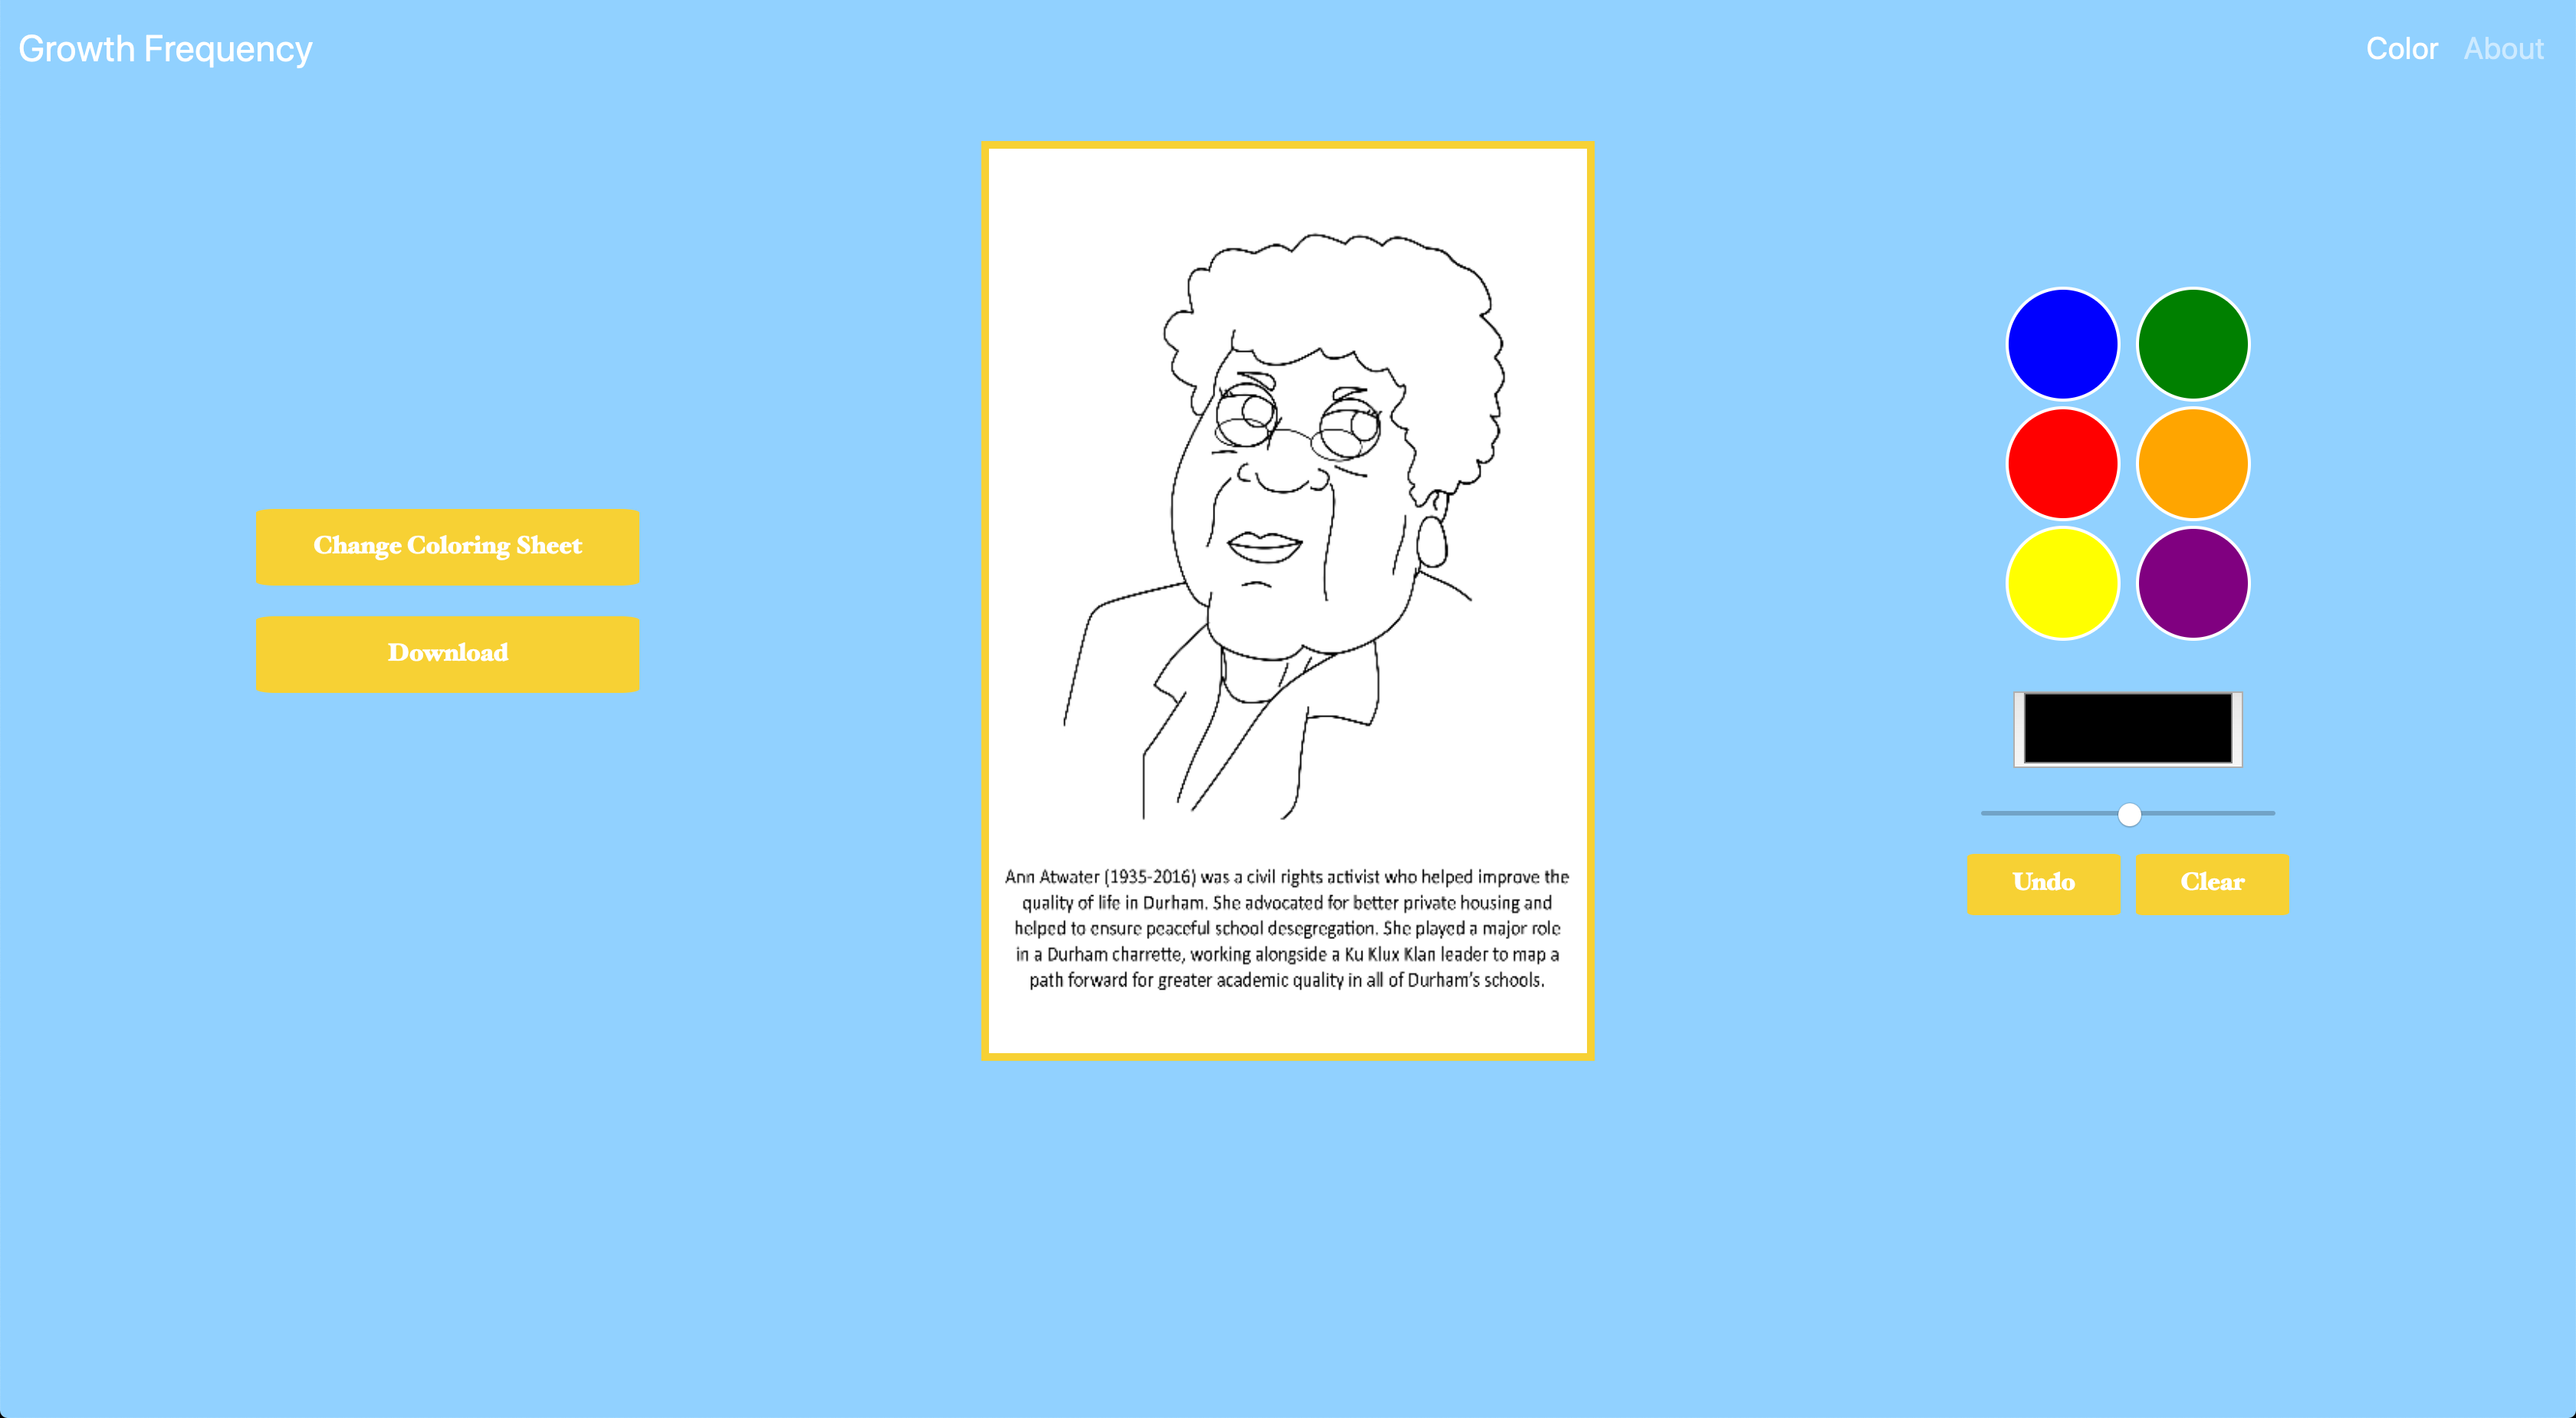 Growth Frequency
Color About
Change Coloring Sheet
Download
Ann Atwater (1935-2016) was a civil rights activist who helped improve the
quality of life in Durham. She advocated for better private housing and
helped to ensure peaceful school desegregation. She played a major role
in a Durham charrette, working alongside a Ku Klux Klan leader to map a
path forward for greater academic quality in all of Durham's schools.
Undo Clear